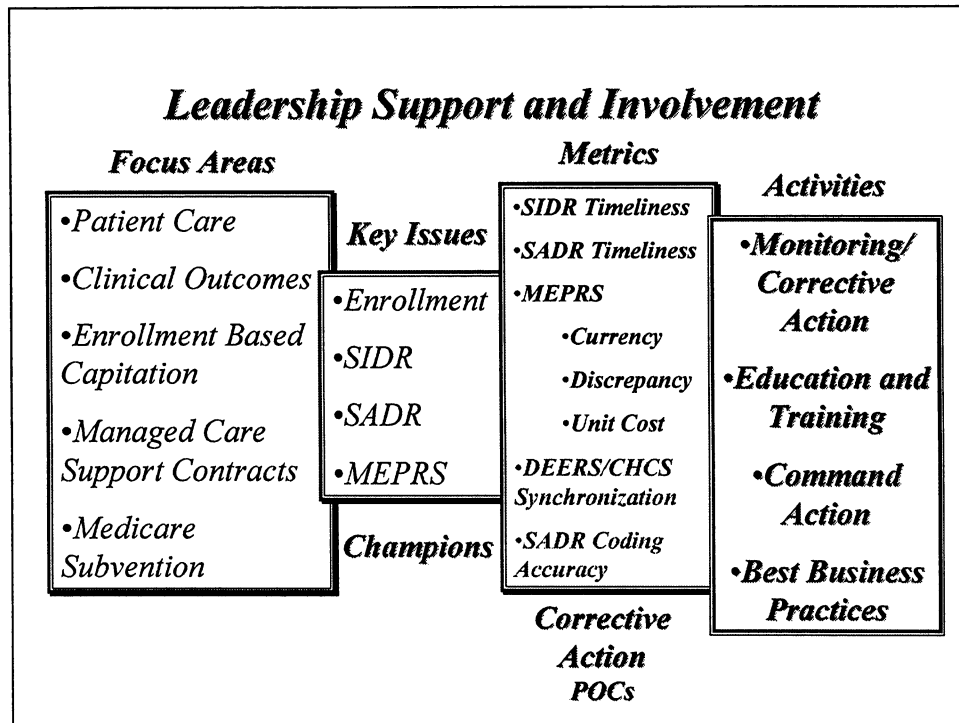 Leadership Support and Involvement
Focus Areas
•Patient Care
•Clinical Outcomes
•Enrollment Based
Capitation
•Managed Care
Support Contracts
•Medicare
Subvention
Key Issues
•Enrollment
•SIDR
•SADR
•MEPRS
Champions
Metrics
•SIDR Timeliness
•SADR Timeliness
•MEPRS
•Currency
•Discrepancy
•Unit Cost
•DEERS/CHCS
Synchronization
•SADR Coding
Accuracy
Corrective
Action
POCs
Activities
•Monitoring/
Corrective
Action
•Education and
Training
•Command
Action
•Best Business
Practices